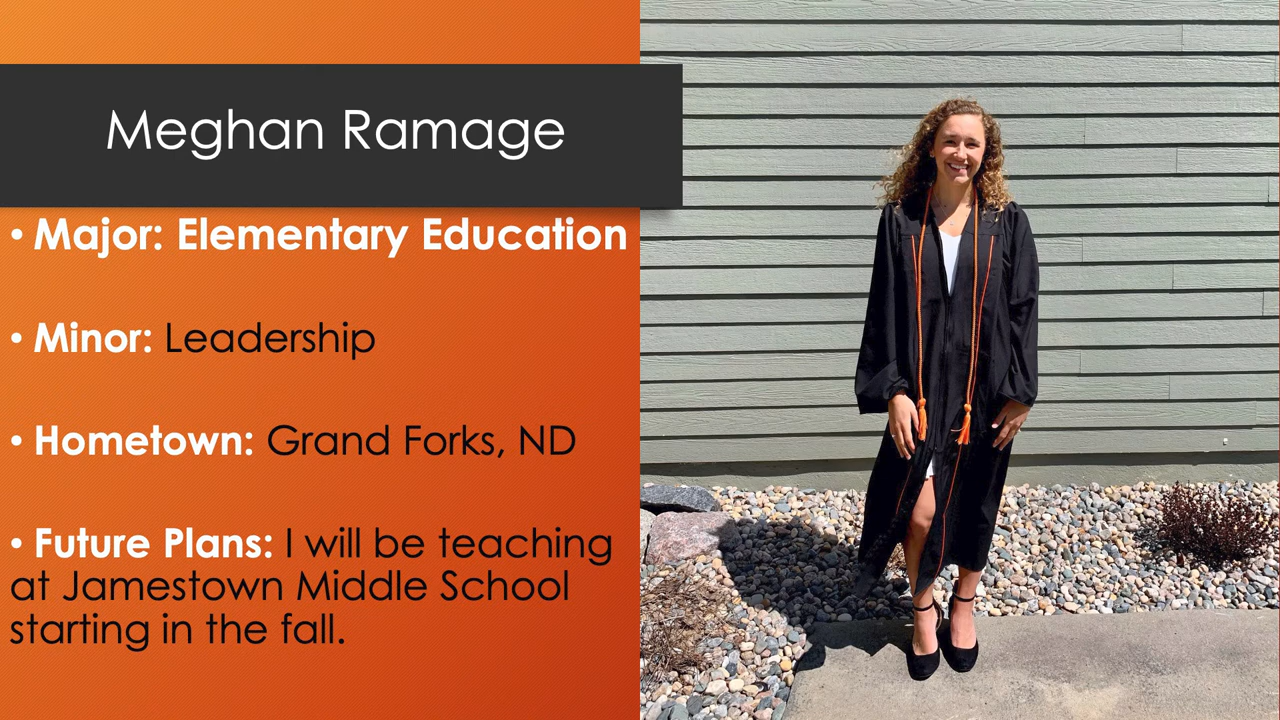 Meghan Ramage
• Major: Elementary Education
• Minor: Leadership
• Hometown: Grand Forks, ND
• Future Plans: I will be teaching
at Jamestown Middle School
starting in the fall.